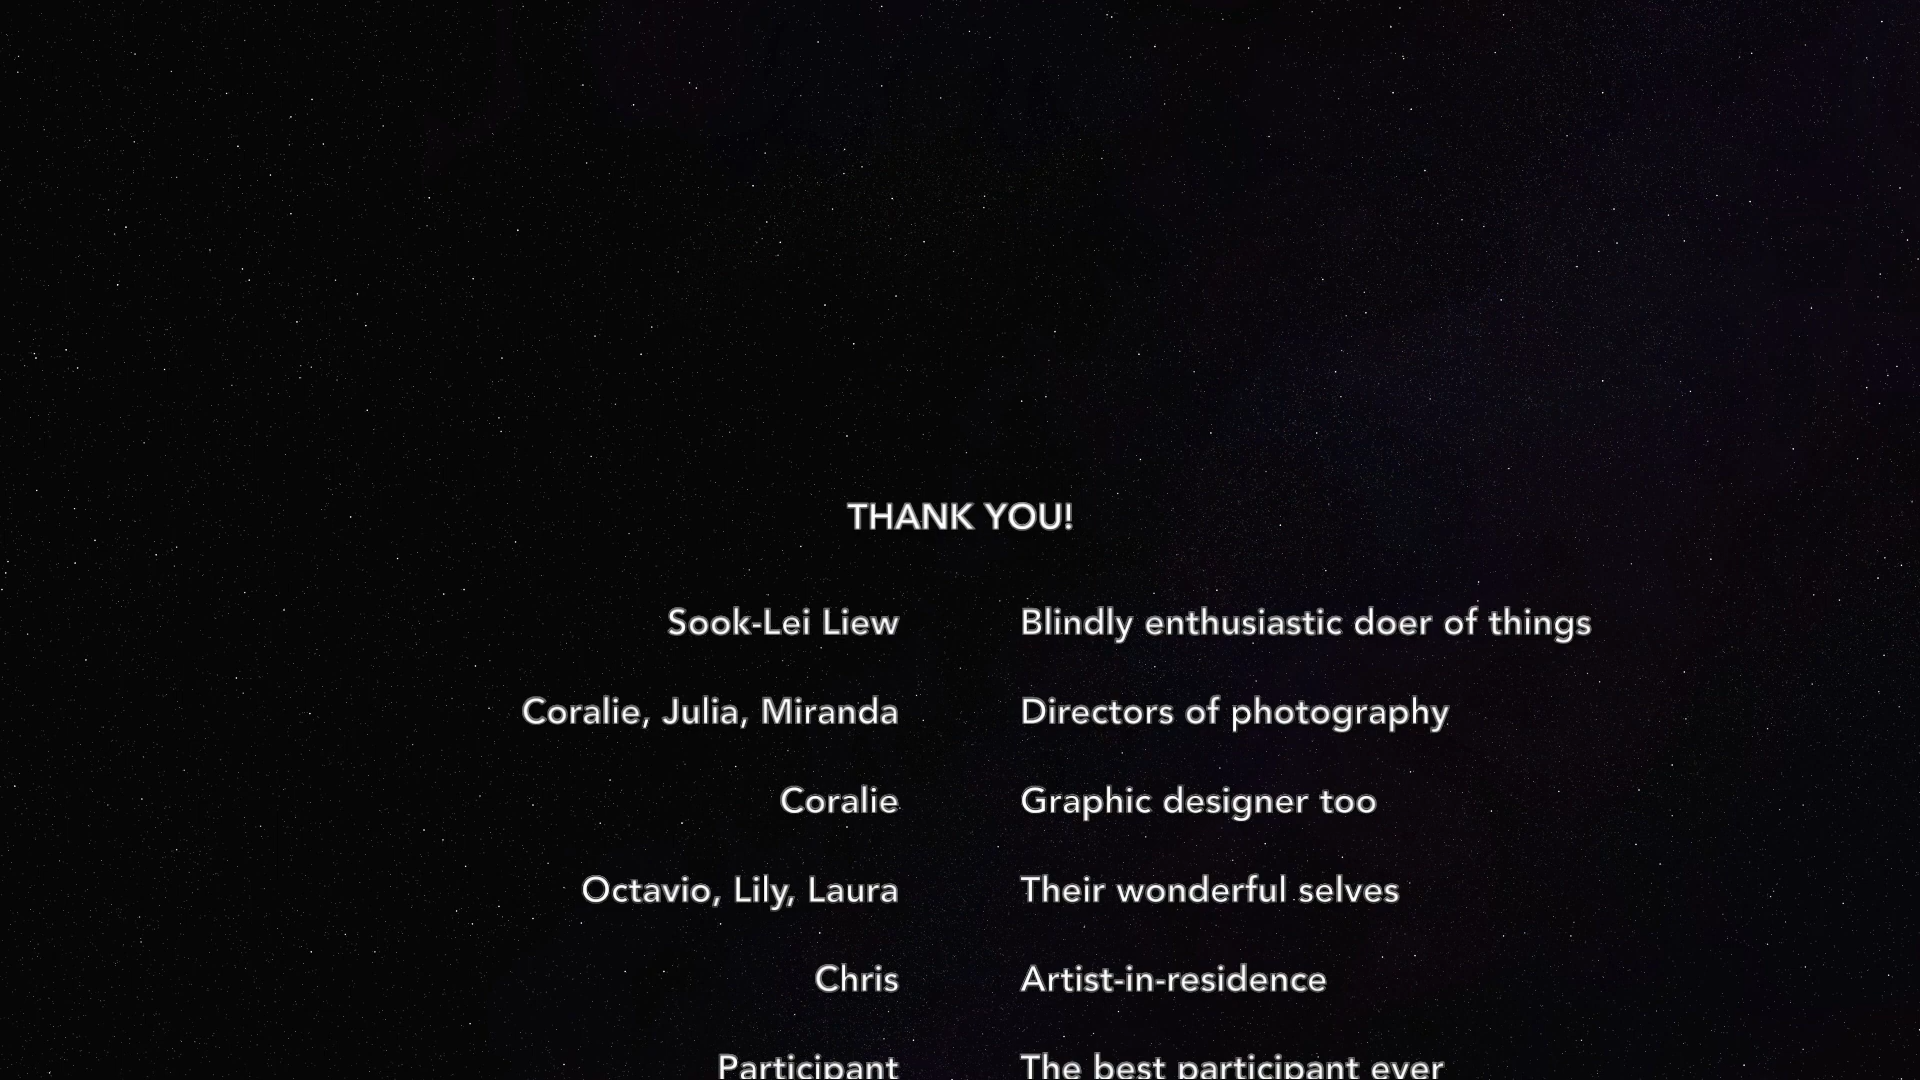 THANK YOU!
Sook-Lei Liew Blindly enthusiastic doer of things
Coralie, Julia, Miranda Directors of photography
Coralie Graphic designer too
Octavio, Lily, Laura Their wonderful selves
Chris Artist-in-residence
Participant The best participant ever